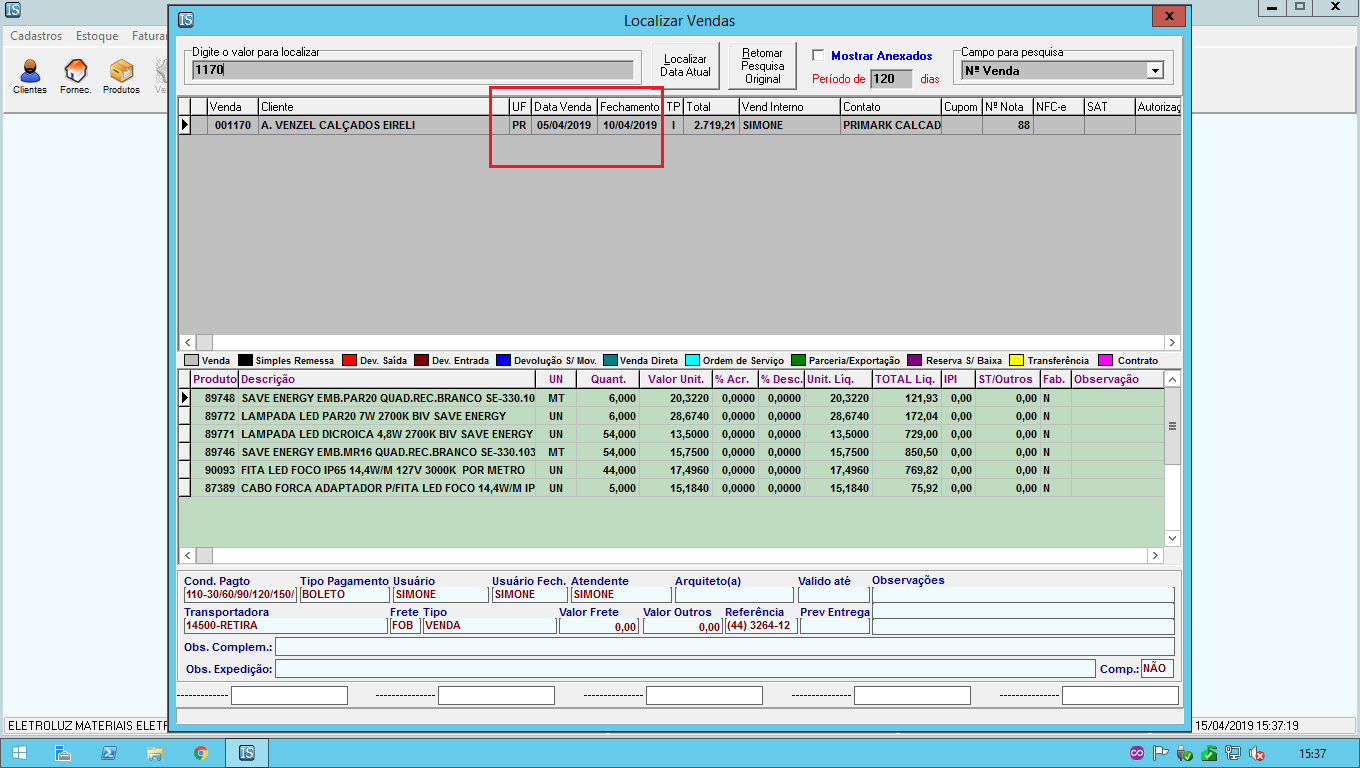 IS
IS Localizar Vendas X
Cadastros Estoque Fatura
Clientes Fornec. Produtos
Digite o valor para localizar
1170
Localizar Data Atual
Retomar Pesquisa Original
Mostrar Anexados
Período de 120 dias
Campo para pesquisa
Nº Venda
Venda Cliente UF Data Venda Fechamento TP Total Vend Interno Contato Cupom Nº Nota NFC-e SAT Autorizaç
001170 A. VENZEL CALÇADOS EIRELI PR 05/04/2019 10/04/2019 I 2.719,21 SIMONE PRIMARK CALCAD 88
Venda Simples Remessa Dev. Saída Dev. Entrada Devolução S/ Mov. Venda Direta Ordem de Serviço Parceria/Exportação Reserva S/ Baixa Transferência Contrato
Produto Descrição UN Quant. Valor Unit. % Acr. % Desc. Unit. Líq. TOTAL Liq. IPI ST/Outros Fab. Observação
89748 SAVE ENERGY EMB.PAR20 QUAD.REC.BRANCO SE-330.10 MT 6,000 20,3220 0,0000 0,0000 20,3220 121,93 0,00 0,00 N
89772 LAMPADA LED PAR20 7W 2700K BIV SAVE ENERGY UN 6,000 28,6740 0,0000 0,0000 28,6740 172,04 0,00 0,00 N
89771 LAMPADA LED DICROICA 4,8W 2700K BIV SAVE ENERGY UN 54,000 13,5000 0,0000 0,0000 13,5000 729,00 0,00 0,00 N
89746 SAVE ENERGY EMB.MR16 QUAD.REC.BRANCO SE-330.103 MT 54,000 15,7500 0,0000 0,0000 15,7500 850,50 0,00 0,00 N
90093 FITA LED FOCO IP65 14,4W/M 127V 3000K POR METRO UN 44,000 17,4960 0,0000 0,0000 17,4960 769,82 0,00 0,00 N
87389 CABO FORCA ADAPTADOR P/FITA LED FOCO 14,4W/M IP UN 5,000 15,1840 0,0000 0,0000 15,1840 75,92 0,00 0,00 N
Cond. Pagto Tipo Pagamento Usuário Usuário Fech. Atendente Arquiteto(a) Valido até Observações
110-30/60/90/120/150/ BOLETO SIMONE SIMONE SIMONE
Transportadora Frete Tipo Valor Frete Valor Outros Referência Prev Entrega
14500-RETIRA FOB VENDA 0,00 0,00 (44) 3264-12
Obs. Complem.:
Obs. Expedição: Comp.: NÃO
------------- --------------- --------------- --------------- ---------------
ELETROLUZ MATERIAIS ELETR 15/04/2019 15:37:19
IS 15:37